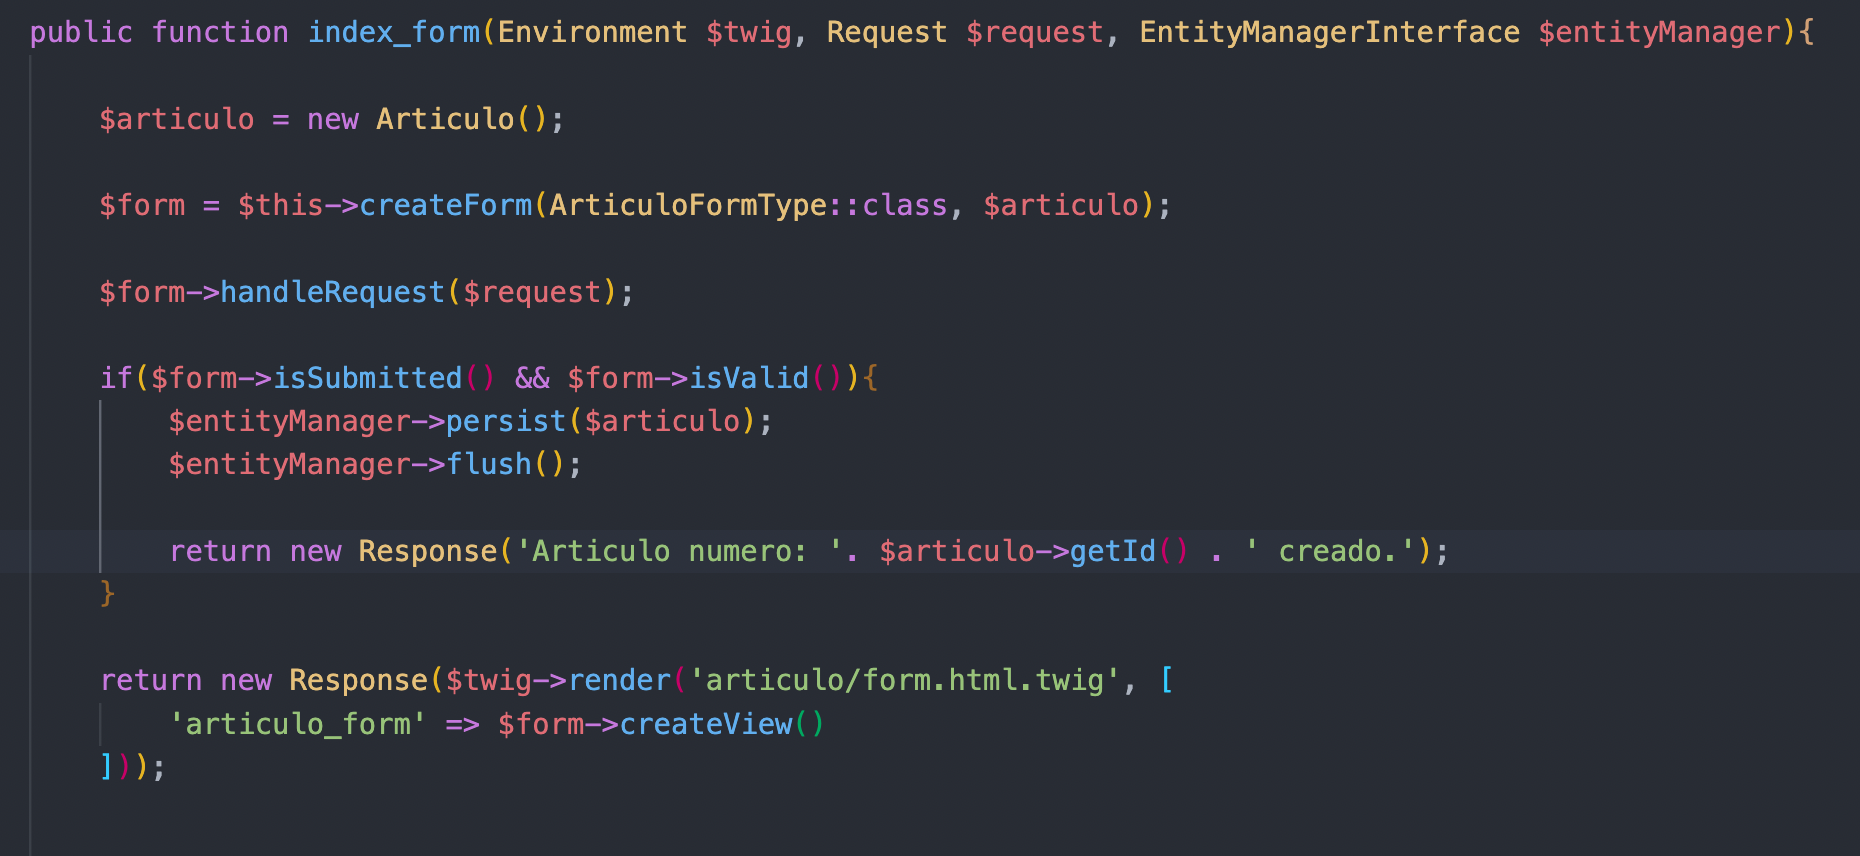 public function index_form(Environment $twig, Request $request, EntityManagerInterface $entityManager){
$articulo = new Articulo();
$form = $this->createForm(ArticuloFormType::class, $articulo);
$form->handleRequest($request);
if($form->isSubmitted() && $form->isValid()){
$entityManager->persist($articulo);
$entityManager->flush();
return new Response('Articulo numero: '. $articulo->getId() . ' creado.');
}
return new Response($twig->render('articulo/form.html.twig', [
'articulo_form' => $form->createView()
]));